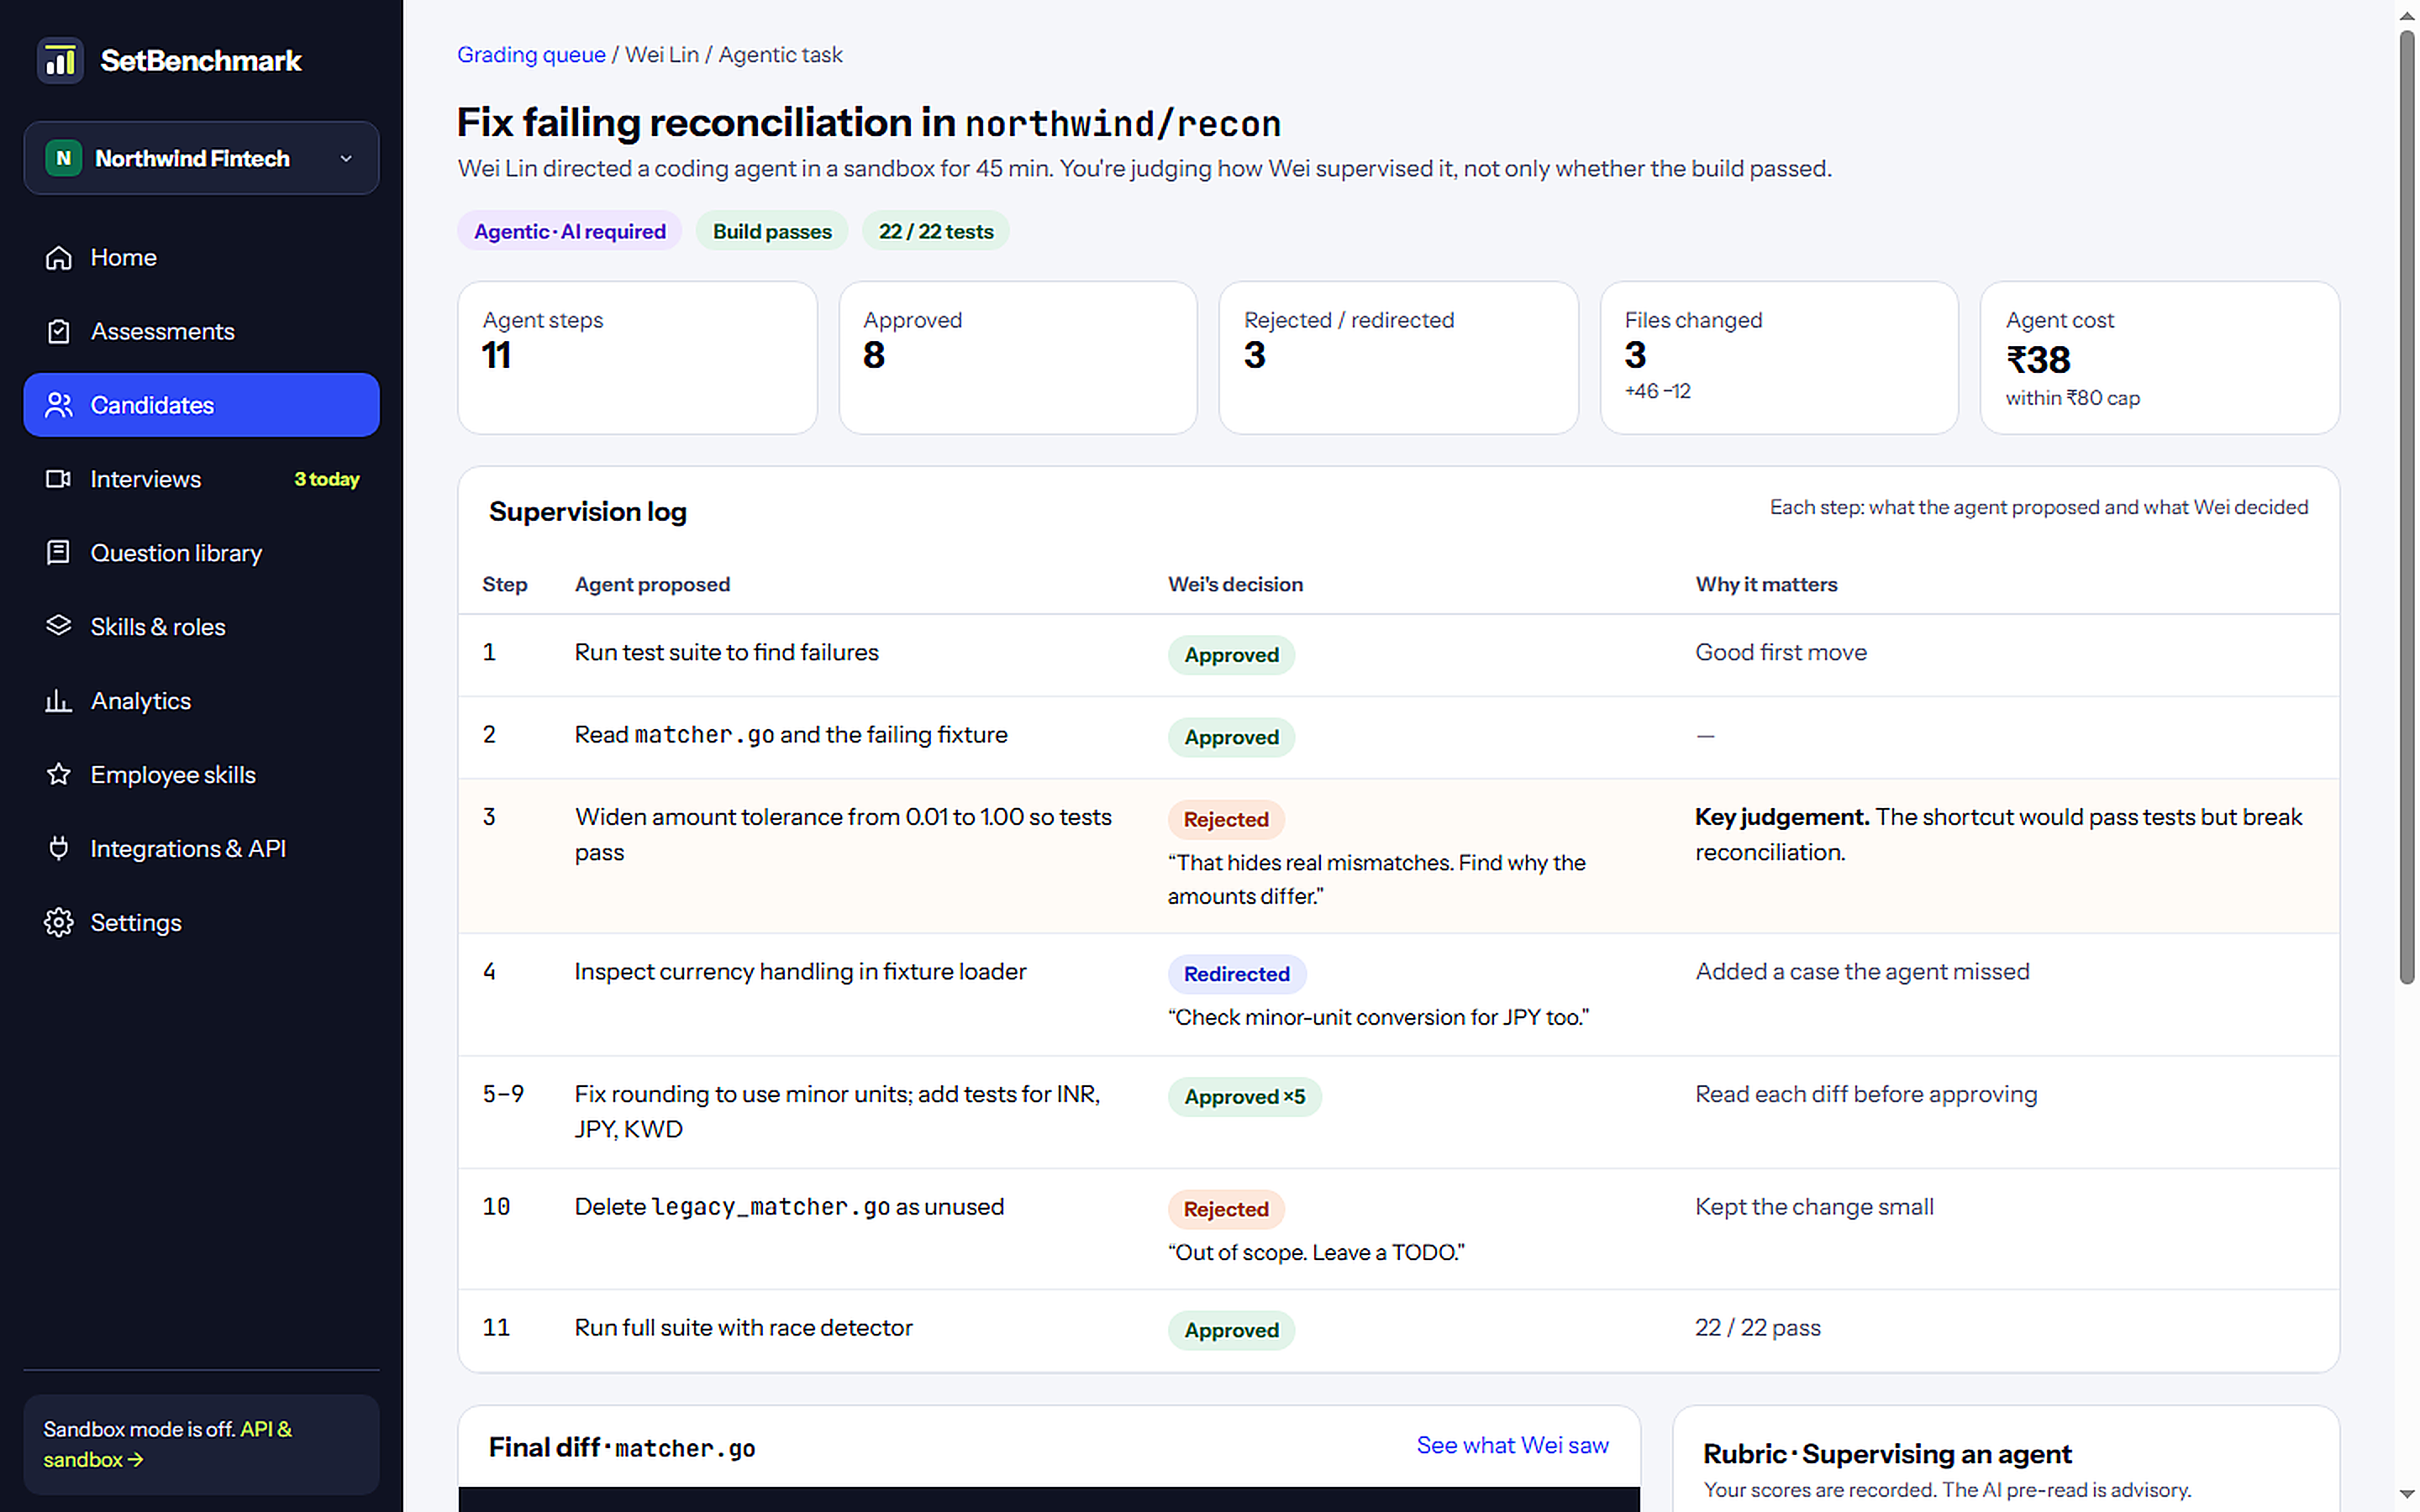 SetBenchmark
N Northwind Fintech
Home
Assessments
Candidates
Interviews 3 today
Question library
Skills & roles
Analytics
Employee skills
Integrations & API
Settings
Sandbox mode is off. API &
sandbox →
Grading queue / Wei Lin / Agentic task
Fix failing reconciliation in northwind/recon
Wei Lin directed a coding agent in a sandbox for 45 min. You're judging how Wei supervised it, not only whether the build passed.
Agentic · AI required Build passes 22 / 22 tests
Agent steps
11
Approved
8
Rejected / redirected
3
Files changed
3
+46 −12
Agent cost
₹38
within ₹80 cap
Supervision log
Each step: what the agent proposed and what Wei decided
Step Agent proposed Wei's decision Why it matters
1 Run test suite to find failures Approved Good first move
2 Read matcher.go and the failing fixture Approved —
3 Widen amount tolerance from 0.01 to 1.00 so tests
pass
Rejected
“That hides real mismatches. Find why the
amounts differ.”
Key judgement. The shortcut would pass tests but break
reconciliation.
4 Inspect currency handling in fixture loader Redirected
“Check minor-unit conversion for JPY too.”
Added a case the agent missed
5–9 Fix rounding to use minor units; add tests for INR,
JPY, KWD
Approved ×5
Read each diff before approving
10 Delete legacy_matcher.go as unused Rejected
“Out of scope. Leave a TODO.”
Kept the change small
11 Run full suite with race detector Approved 22 / 22 pass
Final diff · matcher.go See what Wei saw
Rubric · Supervising an agent
Your scores are recorded. The AI pre-read is advisory.